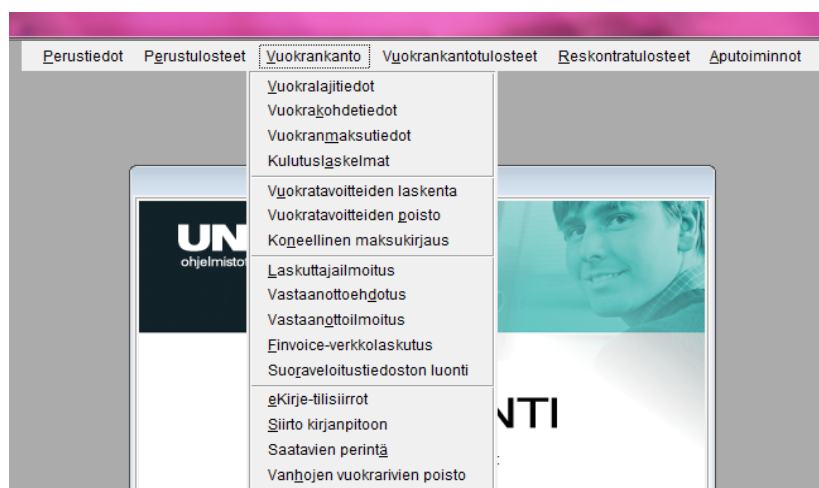 Perustiedot Perustulosteet Vuokrankanto Vuokrankantotulosteet Reskontratulosteet Aputoiminnot
Vuokralajitiedot
Vuokrakohdetiedot
Vuokranmaksutiedot
Kulutuslaskelmat
Vuokratavoitteiden laskenta
Vuokratavoitteiden poisto
Koneellinen maksukirjaus
UN
ohjelmistot
Laskuttajailmoitus
Vastaanottoehdotus
Vastaanottoilmoitus
Finvoice-verkkolaskutus
Suoraveloitustiedoston luonti
eKirje-tilisiirrot
Siirto kirjanpitoon
Saatavien perintä
Vanhojen vuokrarivien poisto
NTI